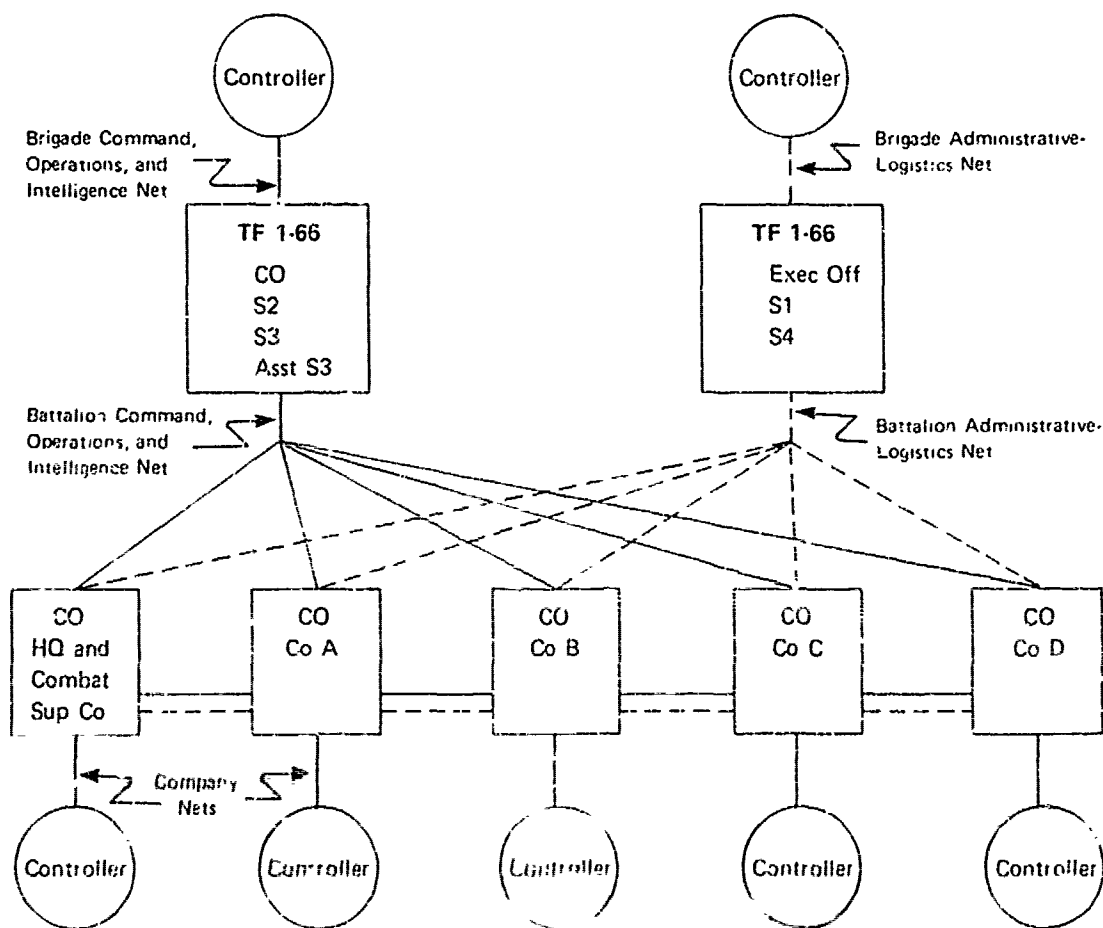 Controller
Controller
Brigade Command,
Operations, and
Intelligence Net
Brigade Administrative-
Logistics Net
TF 1-66
CO
S2
S3
Asst S3
TF 1-66
Exec Off
S1
S4
Battalion Command,
Operations, and
Intelligence Net
Battalion Administrative-
Logistics Net
CO
HQ and
Combat
Sup Co
CO
Co A
CO
Co B
CO
Co C
CO
Co D
Company
Nets
Controller
Controller
Controller
Controller
Controller